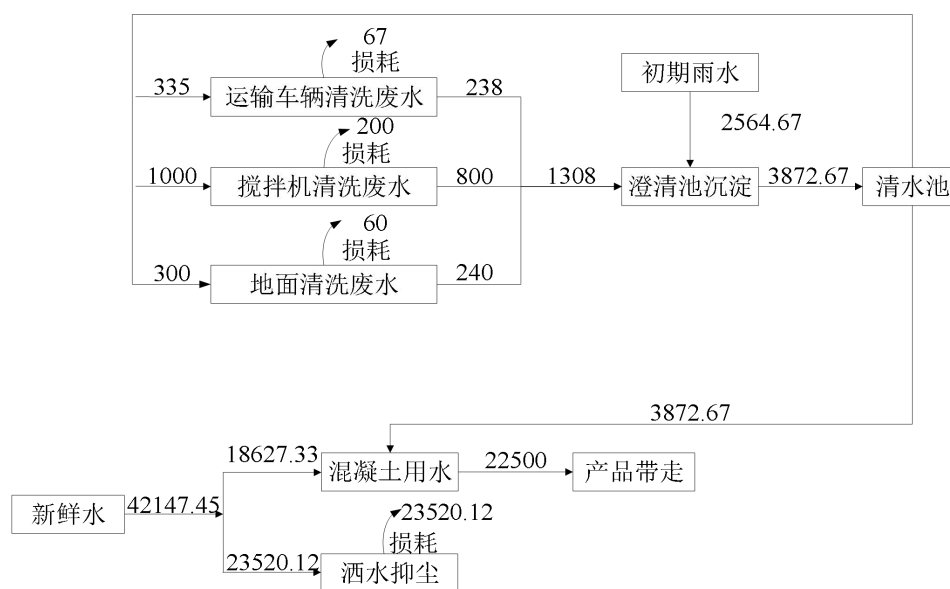 67
损耗
335
运输车辆清洗废水
238
初期雨水
2564.67
200
损耗
1000
搅拌机清洗废水
800
1308
澄清池沉淀
3872.67
清水池
60
损耗
300
地面清洗废水
240
3872.67
18627.33
混凝土用水
22500
产品带走
新鲜水
42147.45
23520.12
损耗
23520.12
洒水抑尘